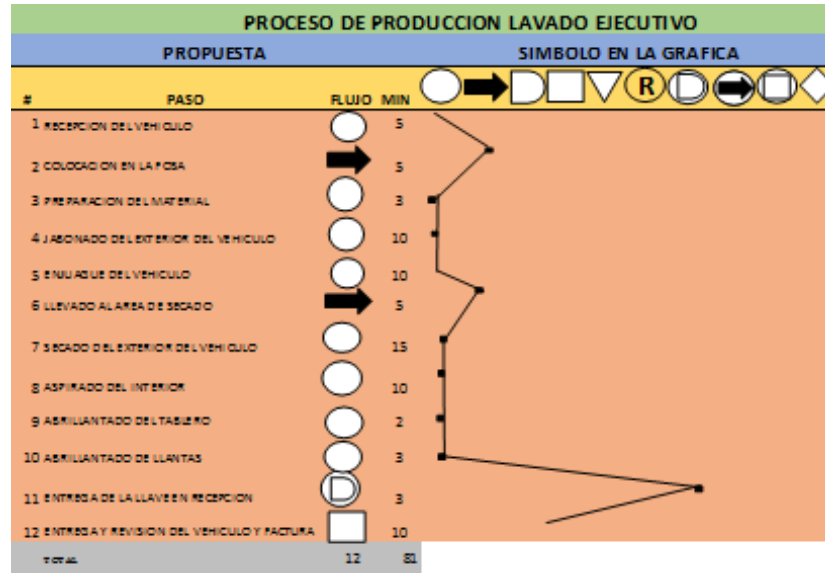 PROCESO DE PRODUCCION LAVADO EJECUTIVO
PROPUESTA SIMBOLO EN LA GRAFICA
# PASO FLUJO MIN R D
1 RECEPCION DEL VEHICULO 5
2 COLOCACION EN LA FOSA 5
3 PREPARACION DEL MATERIAL 3
4 JABONADO DEL EXTERIOR DEL VEHICULO 10
5 ENJUAGUE DEL VEHICULO 10
6 LLEVADO AL AREA DE SECADO 5
7 SECADO DEL EXTERIOR DEL VEHICULO 15
8 ASPIRADO DEL INTERIOR 10
9 ABRILLANTADO DEL TABLERO 2
10 ABRILLANTADO DE LLANTAS 3
11 ENTREGA DE LA LLAVE EN RECEPCION 3
12 ENTREGA Y REVISION DEL VEHICULO Y FACTURA 10
TOTAL 12 81